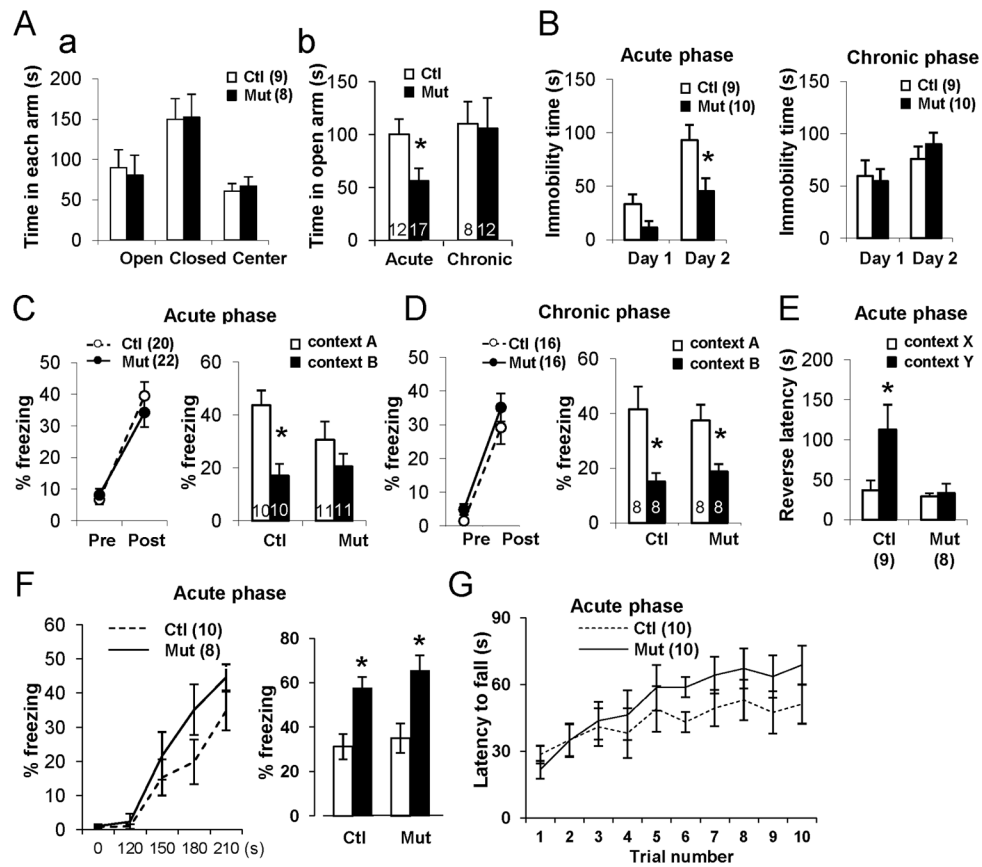 A
a
Time in each arm (s)
200
150
100
50
0
Ctl (9)
Mut (8)
Open Closed Center
b
Time in open arm (s)
150
100
50
0
Ctl
Mut
*
12 17 8 12
Acute Chronic
B
Acute phase
Immobility time (s)
150
100
50
0
Ctl (9)
Mut (10)
*
Day 1 Day 2
Chronic phase
Immobility time (s)
150
100
50
0
Ctl (9)
Mut (10)
Day 1 Day 2
C
Acute phase
Ctl (20)
Mut (22)
% freezing
50
40
30
20
10
0
Pre Post
context A
context B
% freezing
60
40
20
0
*
10 10 11 11
Ctl Mut
D
Chronic phase
Ctl (16)
Mut (16)
% freezing
50
40
30
20
10
0
Pre Post
context A
context B
% freezing
60
40
20
0
* *
8 8 8 8
Ctl Mut
E
Acute phase
context X
context Y
Reverse latency (s)
200
150
100
50
0
*
Ctl Mut
(9) (8)
F
Acute phase
Ctl (10)
Mut (8)
% freezing
50
40
30
20
10
0
0 120 150 180 210 (s)
% freezing
80
60
40
20
0
* *
Ctl Mut
G
Acute phase
Ctl (10)
Mut (10)
Latency to fall (s)
90
60
30
0
1 2 3 4 5 6 7 8 9 10
Trial number